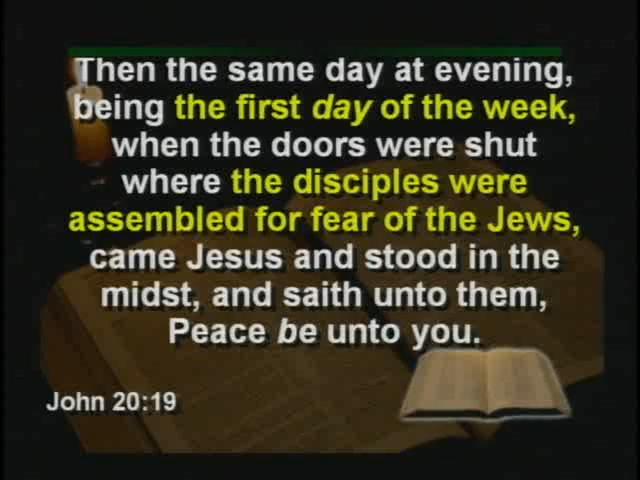 Then the same day at evening,
being the first day of the week,
when the doors were shut
where the disciples were
assembled for fear of the Jews,
came Jesus and stood in the
midst, and saith unto them,
Peace be unto you.
John 20:19